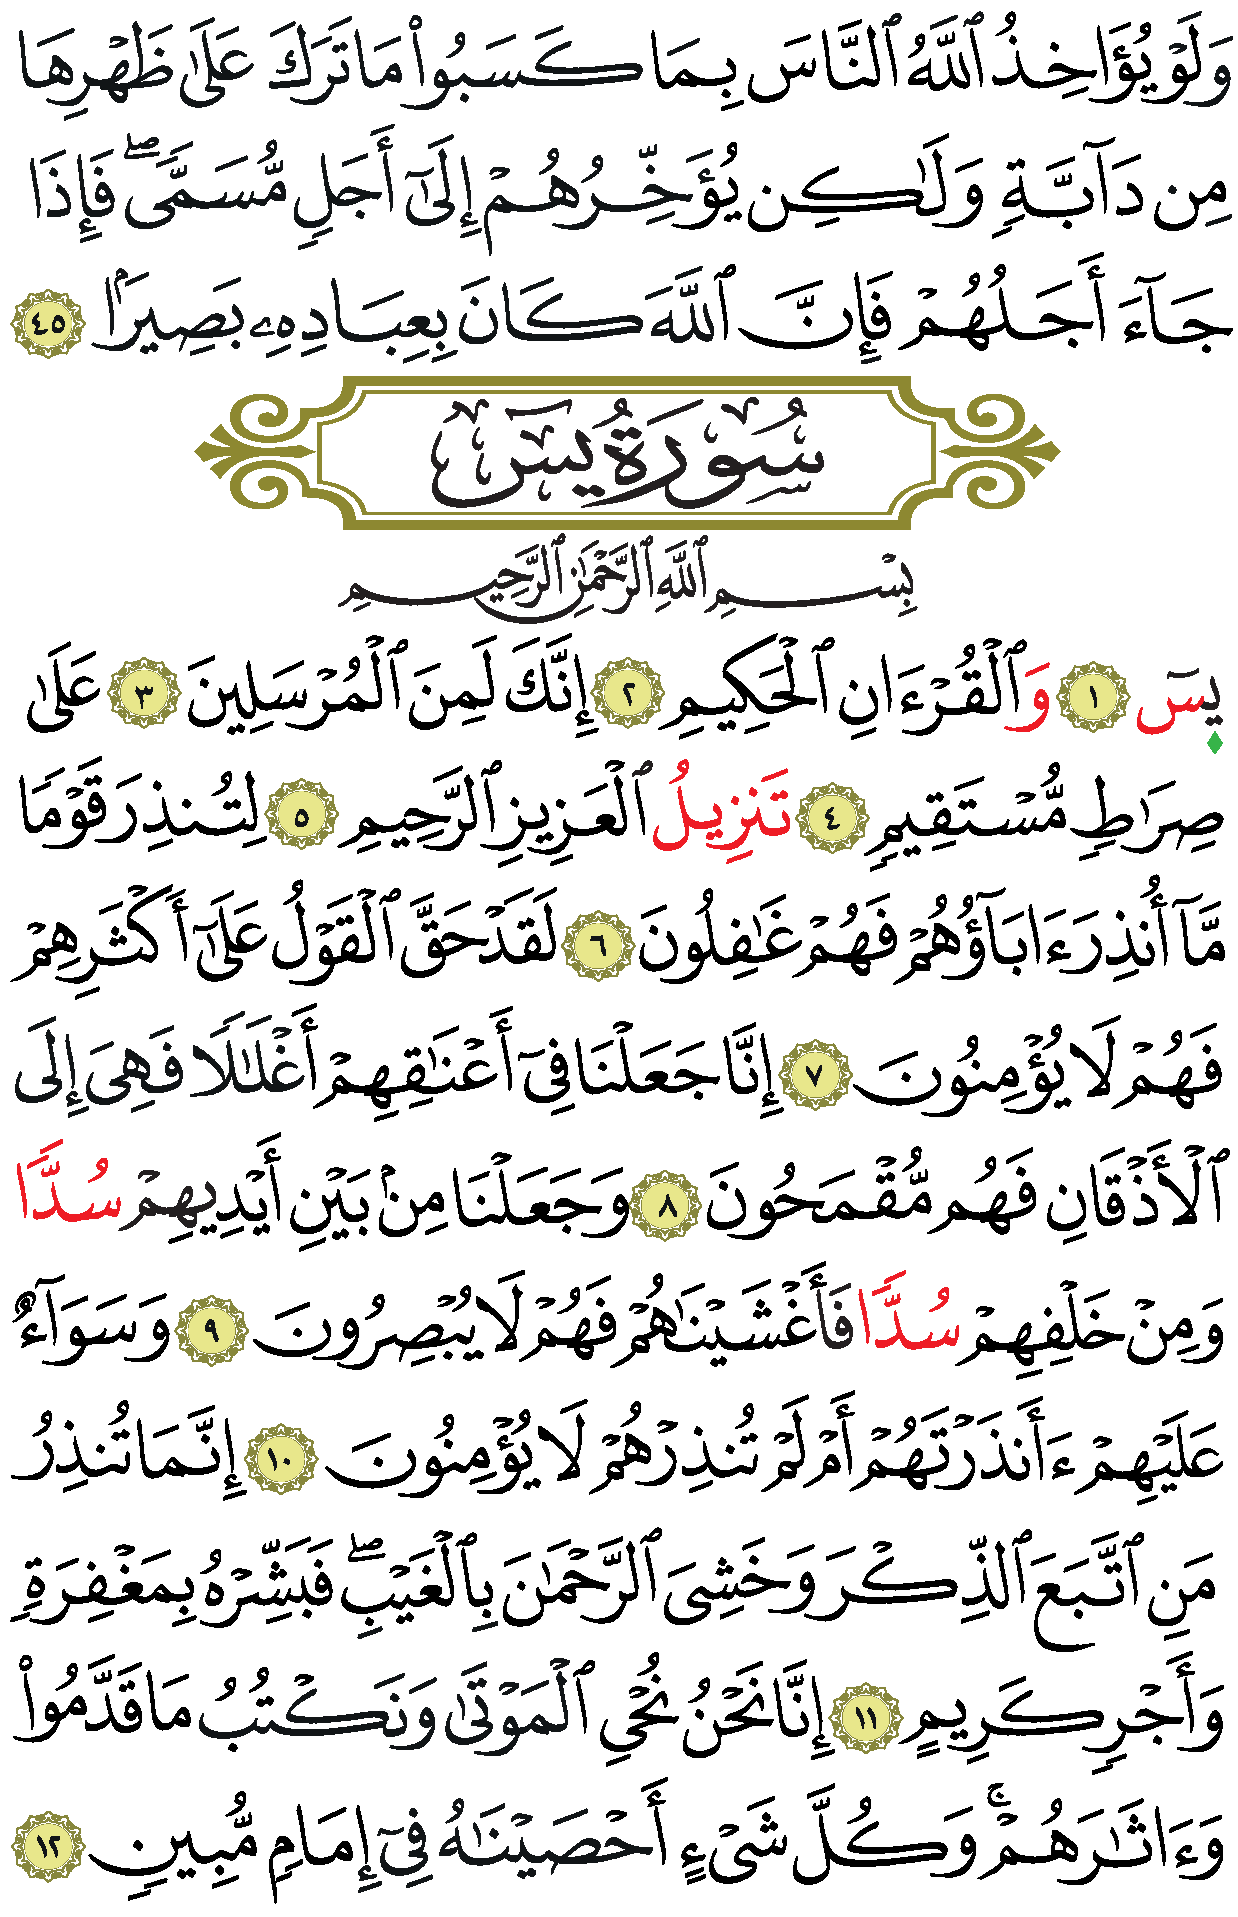 وَلَوْ يُؤَاخِذُ ٱللَّهُ ٱلنَّاسَ بِمَا كَسَبُوا۟ مَا تَرَكَ عَلَىٰ ظَهْرِهَا
مِن دَآبَّةٍ وَلَٰكِن يُؤَخِّرُهُمْ إِلَىٰٓ أَجَلٍ مُّسَمًّى ۖ فَإِذَا
جَآءَ أَجَلُهُمْ فَإِنَّ ٱللَّهَ كَانَ بِعِبَادِهِۦ بَصِيرًۢا ٤٥
سُورَةُ يسٓ
بِسْمِ ٱللَّهِ ٱلرَّحْمَٰنِ ٱلرَّحِيمِ
يسٓ ١ وَٱلْقُرْءَانِ ٱلْحَكِيمِ ٢ إِنَّكَ لَمِنَ ٱلْمُرْسَلِينَ ٣ عَلَىٰ
صِرَٰطٍ مُّسْتَقِيمٍ ٤ تَنزِيلُ ٱلْعَزِيزِ ٱلرَّحِيمِ ٥ لِتُنذِرَ قَوْمًا
مَّآ أُنذِرَ ءَابَآؤُهُمْ فَهُمْ غَٰفِلُونَ ٦ لَقَدْ حَقَّ ٱلْقَوْلُ عَلَىٰٓ أَكْثَرِهِمْ
فَهُمْ لَا يُؤْمِنُونَ ٧ إِنَّا جَعَلْنَا فِىٓ أَعْنَٰقِهِمْ أَغْلَٰلًا فَهِىَ إِلَى
ٱلْأَذْقَانِ فَهُم مُّقْمَحُونَ ٨ وَجَعَلْنَا مِنۢ بَيْنِ أَيْدِيهِمْ سُدًّا
وَمِنْ خَلْفِهِمْ سُدًّا فَأَغْشَيْنَٰهُمْ فَهُمْ لَا يُبْصِرُونَ ٩ وَسَوَآءٌ
عَلَيْهِمْ ءَأَنذَرْتَهُمْ أَمْ لَمْ تُنذِرْهُمْ لَا يُؤْمِنُونَ ١٠ إِنَّمَا تُنذِرُ
مَنِ ٱتَّبَعَ ٱلذِّكْرَ وَخَشِىَ ٱلرَّحْمَٰنَ بِٱلْغَيْبِ ۖ فَبَشِّرْهُ بِمَغْفِرَةٍ
وَأَجْرٍ كَرِيمٍ ١١ إِنَّا نَحْنُ نُحْىِ ٱلْمَوْتَىٰ وَنَكْتُبُ مَا قَدَّمُوا۟
وَءَاثَٰرَهُمْ ۚ وَكُلَّ شَىْءٍ أَحْصَيْنَٰهُ فِىٓ إِمَامٍ مُّبِينٍ ١٢